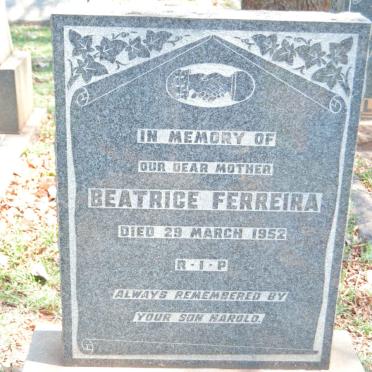 IN MEMORY OF
OUR DEAR MOTHER
BEATRICE FERREIRA
DIED 29 MARCH 1952
R·I·P
ALWAYS REMEMBERED BY
YOUR SON HAROLD.